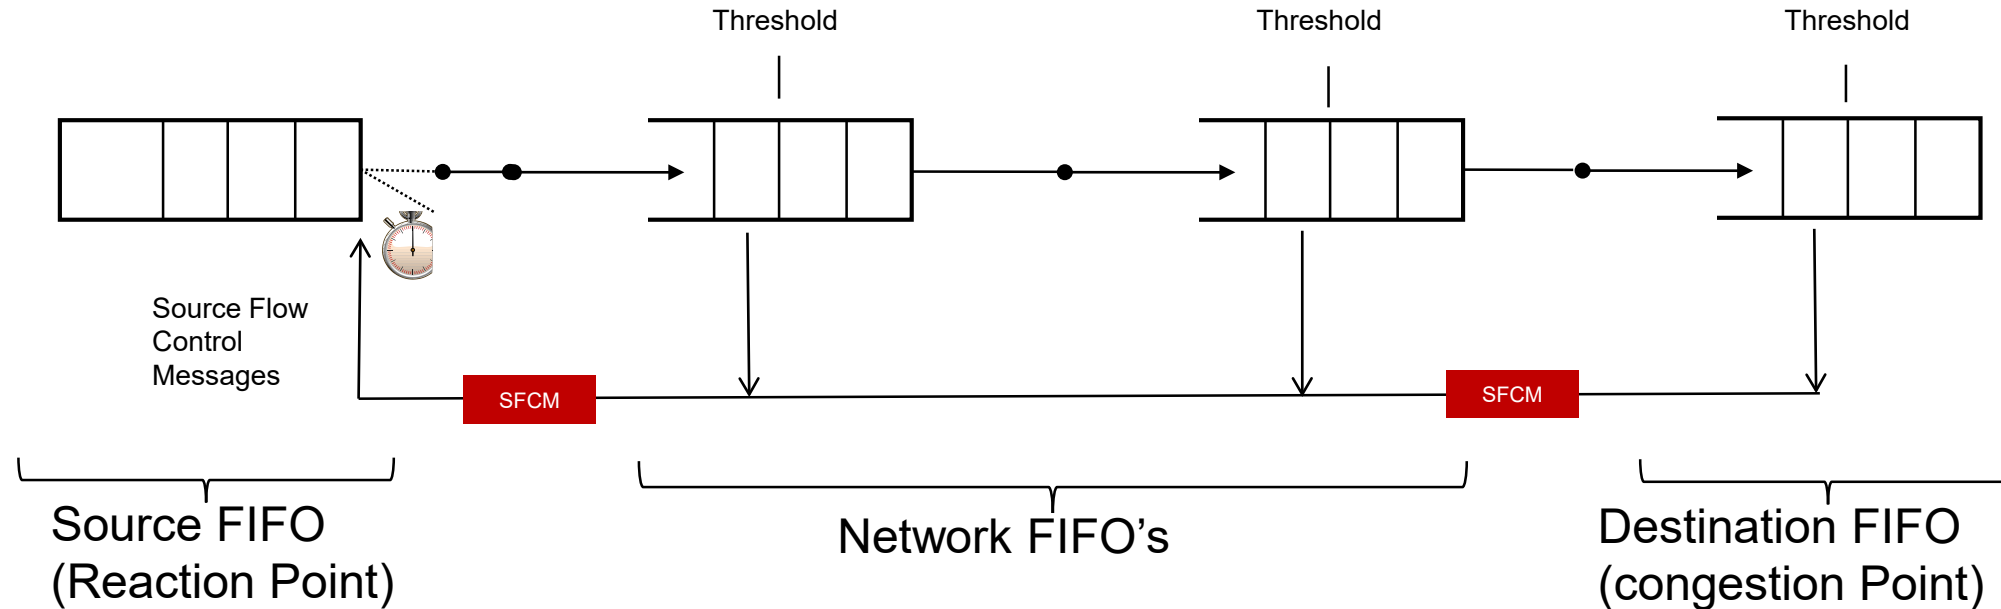 Threshold
Threshold
Threshold
Source Flow
Control
Messages
SFCM
SFCM
Source FIFO
(Reaction Point)
Network FIFO’s
Destination FIFO
(congestion Point)